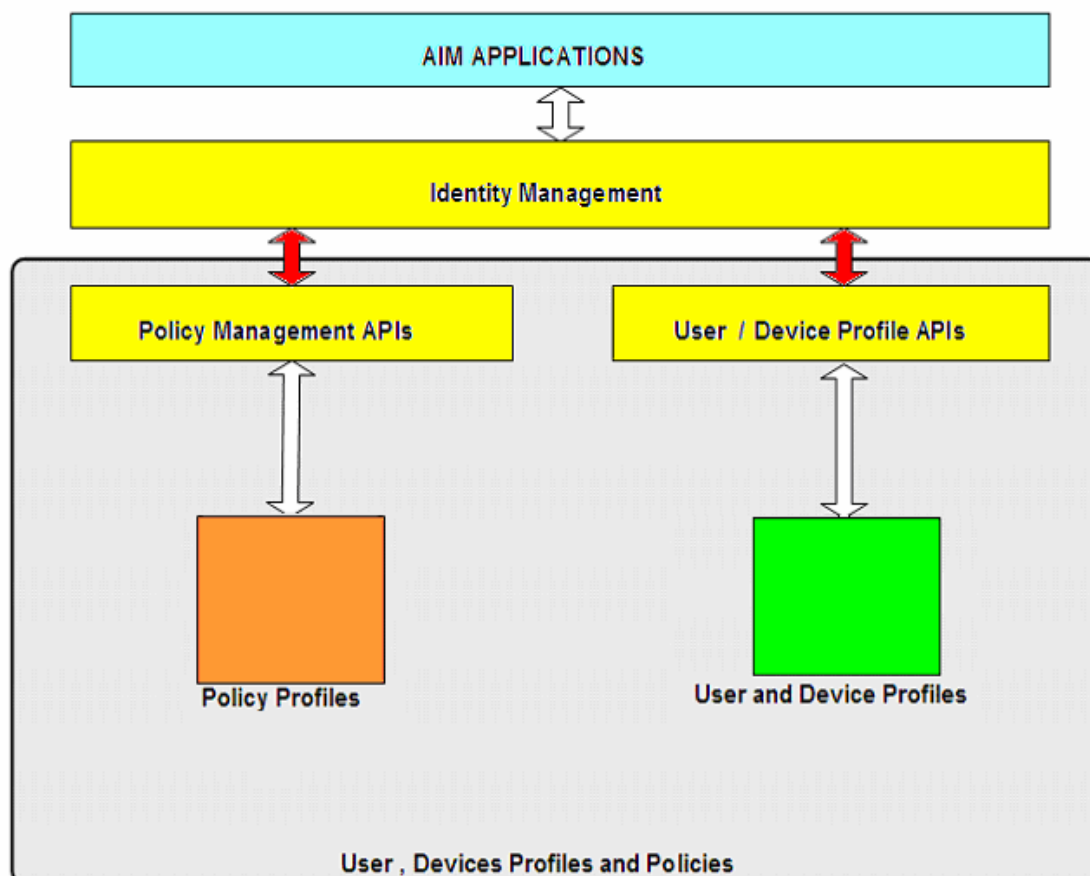 AIM APPLICATIONS
Identity Management
Policy Management APIs
User / Device Profile APIs
Policy Profiles
User and Device Profiles
User , Devices Profiles and Policies